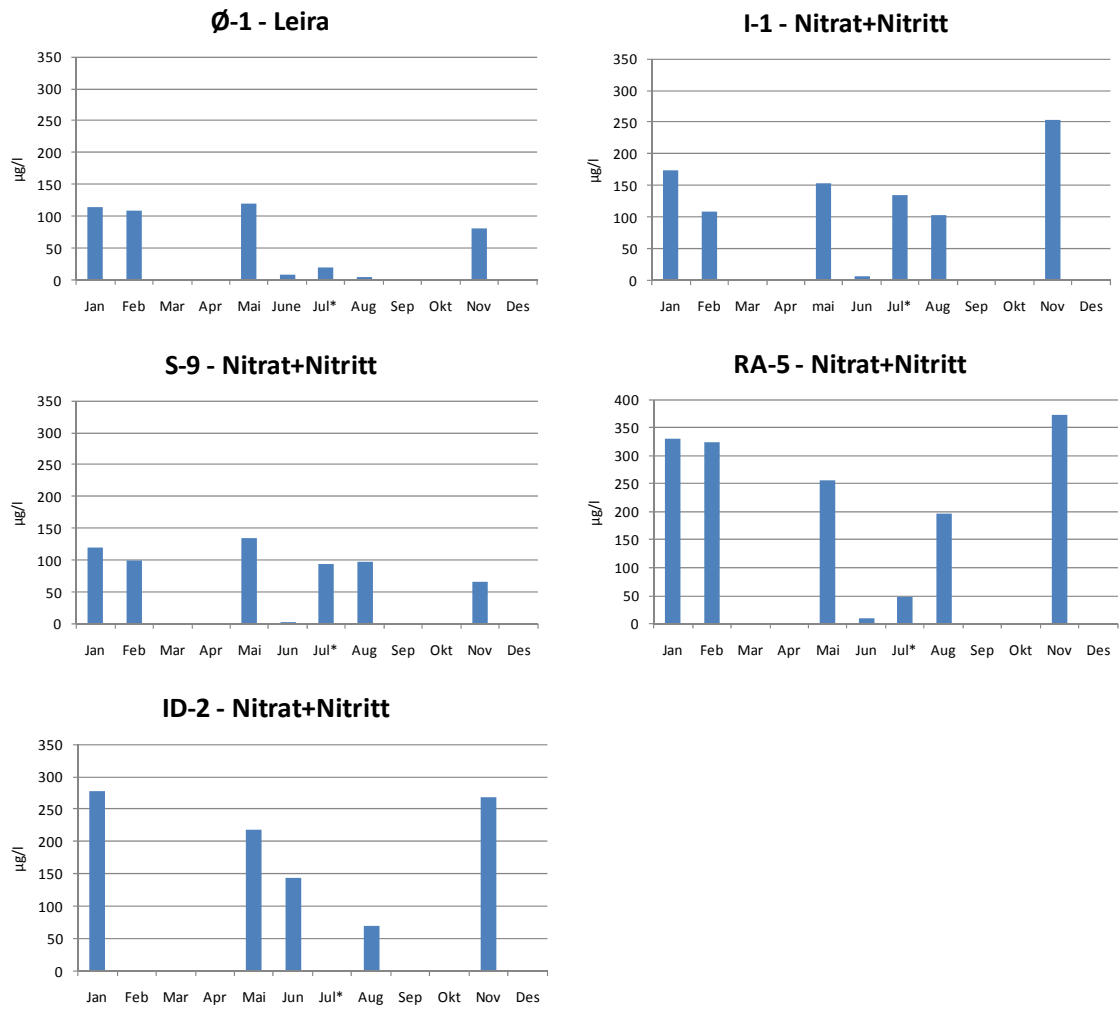 Ø-1 - Leira
350
300
250
200
150
100
50
0
µg/l
Jan Feb Mar Apr Mai June Jul* Aug Sep Okt Nov Des
I-1 - Nitrat+Nitritt
350
300
250
200
150
100
50
0
µg/l
Jan Feb Mar Apr mai Jun Jul* Aug Sep Okt Nov Des
S-9 - Nitrat+Nitritt
350
300
250
200
150
100
50
0
µg/l
Jan Feb Mar Apr Mai Jun Jul* Aug Sep Okt Nov Des
RA-5 - Nitrat+Nitritt
400
350
300
250
200
150
100
50
0
µg/l
Jan Feb Mar Apr Mai Jun Jul* Aug Sep Okt Nov Des
ID-2 - Nitrat+Nitritt
350
300
250
200
150
100
50
0
µg/l
Jan Feb Mar Apr Mai Jun Jul* Aug Sep Okt Nov Des